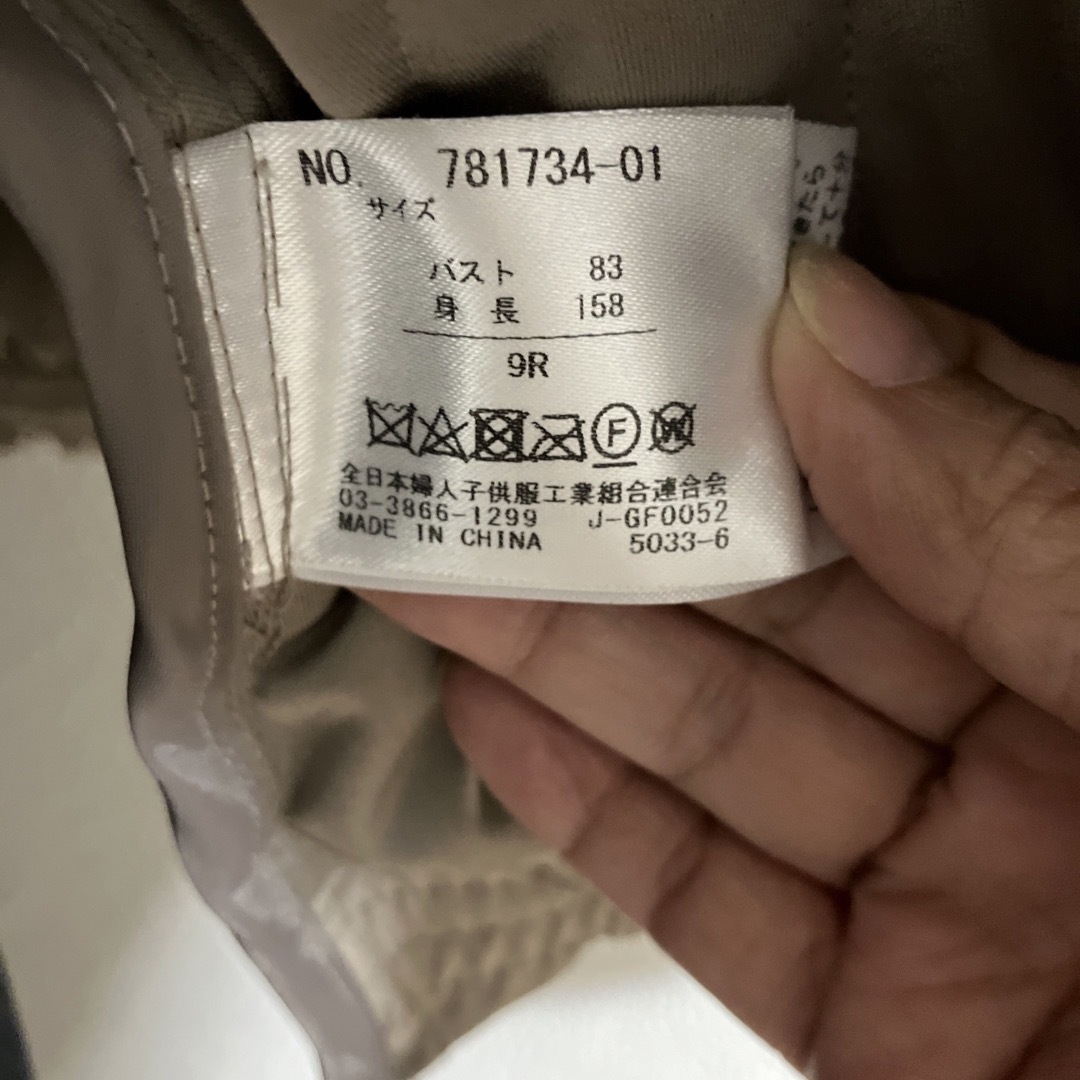 NO. 781734-01
サイズ
バスト 83
身長 158
9R
F W
全日本婦人子供服工業組合連合会
03-3866-1299 J-GF0052
MADE IN CHINA 5033-6